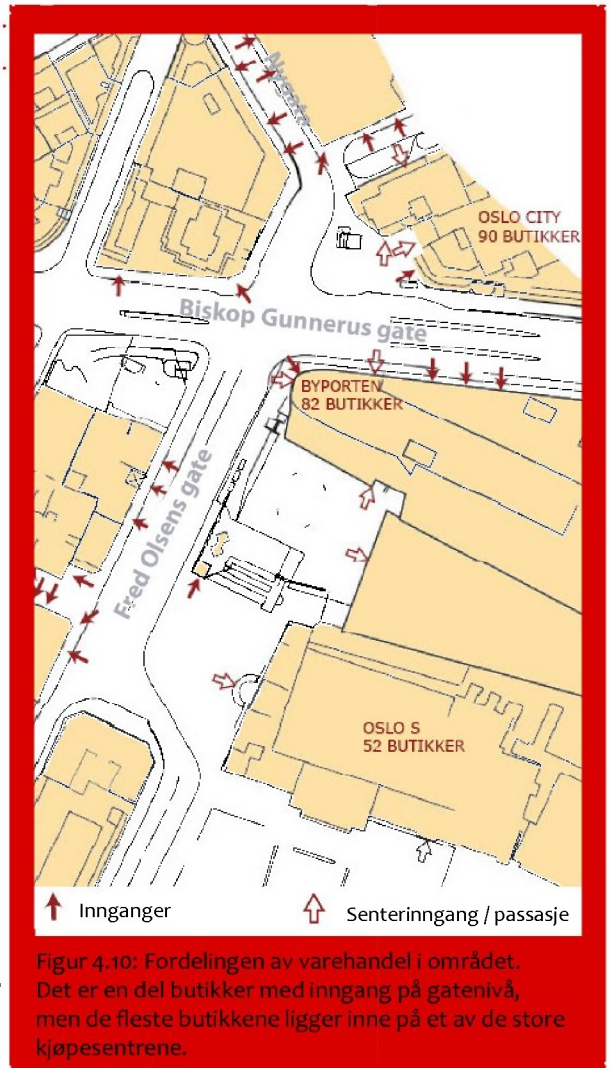 Nygata
OSLO CITY
90 BUTIKKER
Biskop Gunnerus gate
BYPORTEN
82 BUTIKKER
Fred Olsens gate
OSLO S
52 BUTIKKER
Innganger
Senterinngang / passasje
Figur 4.10: Fordelingen av varehandel i området.
Det er en del butikker med inngang på gatenivå,
men de fleste butikkene ligger inne på et av de store
kjøpesentrene.